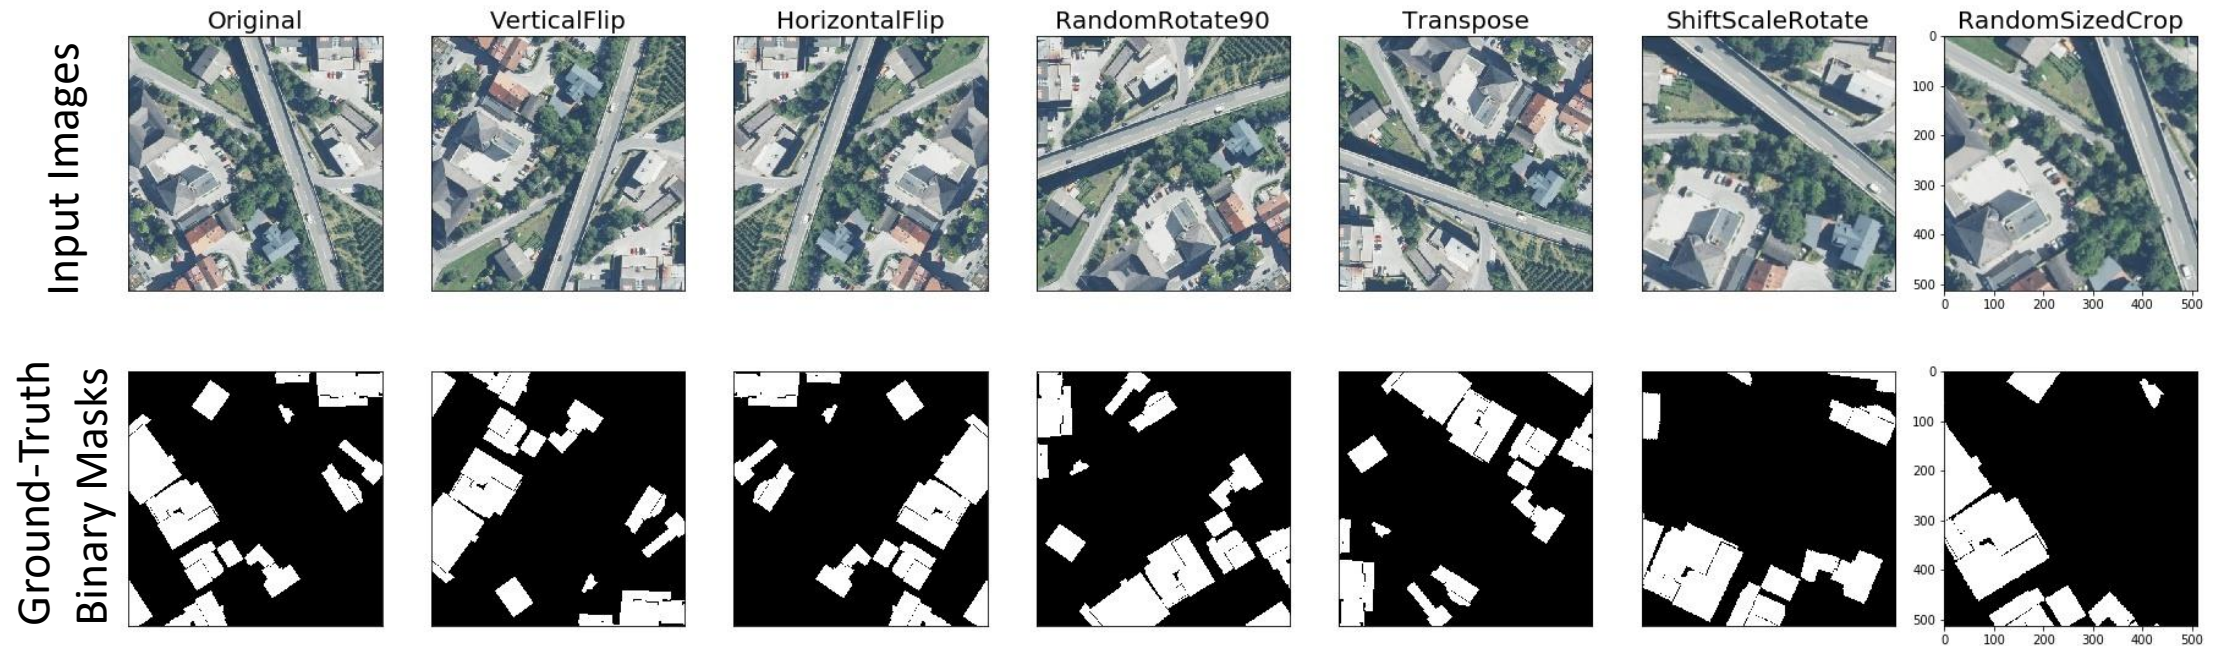 Original VerticalFlip HorizontalFlip RandomRotate90 Transpose ShiftScaleRotate RandomSizedCrop
Input Images
0
100
200
300
400
500
0 100 200 300 400 500
Ground-Truth
Binary Masks
0
100
200
300
400
500
0 100 200 300 400 500